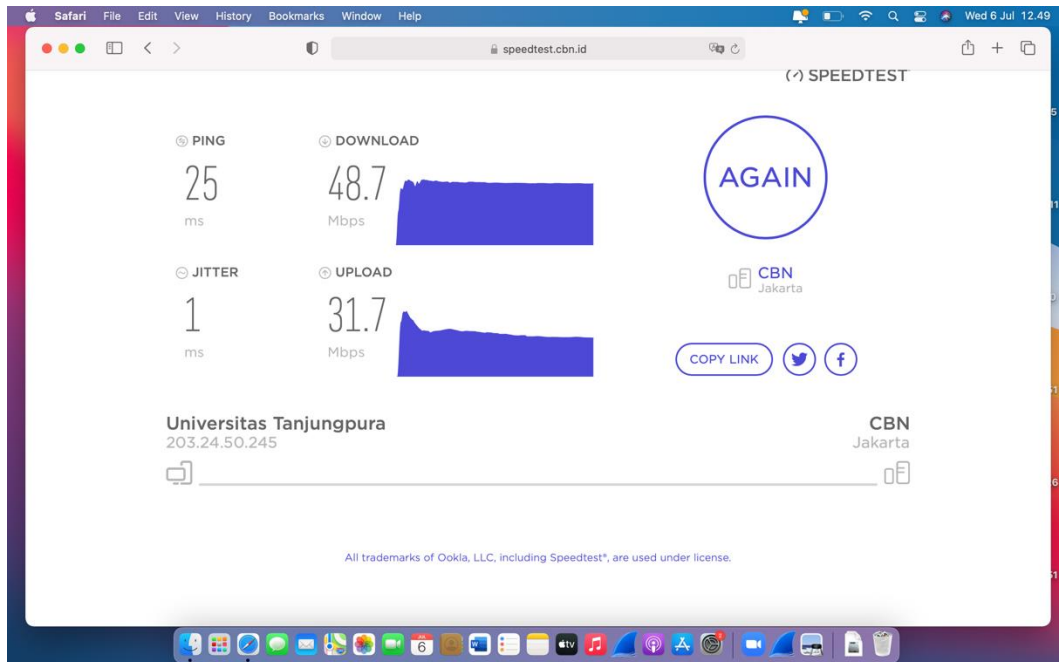 Safari File Edit View History Bookmarks Window Help Wed 6 Jul 12.49
speedtest.cbn.id
SPEEDTEST
PING
25
ms
DOWNLOAD
48.7
Mbps
AGAIN
JITTER
1
ms
UPLOAD
31.7
Mbps
CBN
Jakarta
COPY LINK
Universitas Tanjungpura
203.24.50.245
CBN
Jakarta
All trademarks of Ookla, LLC, including Speedtest®, are used under license.
6
tv